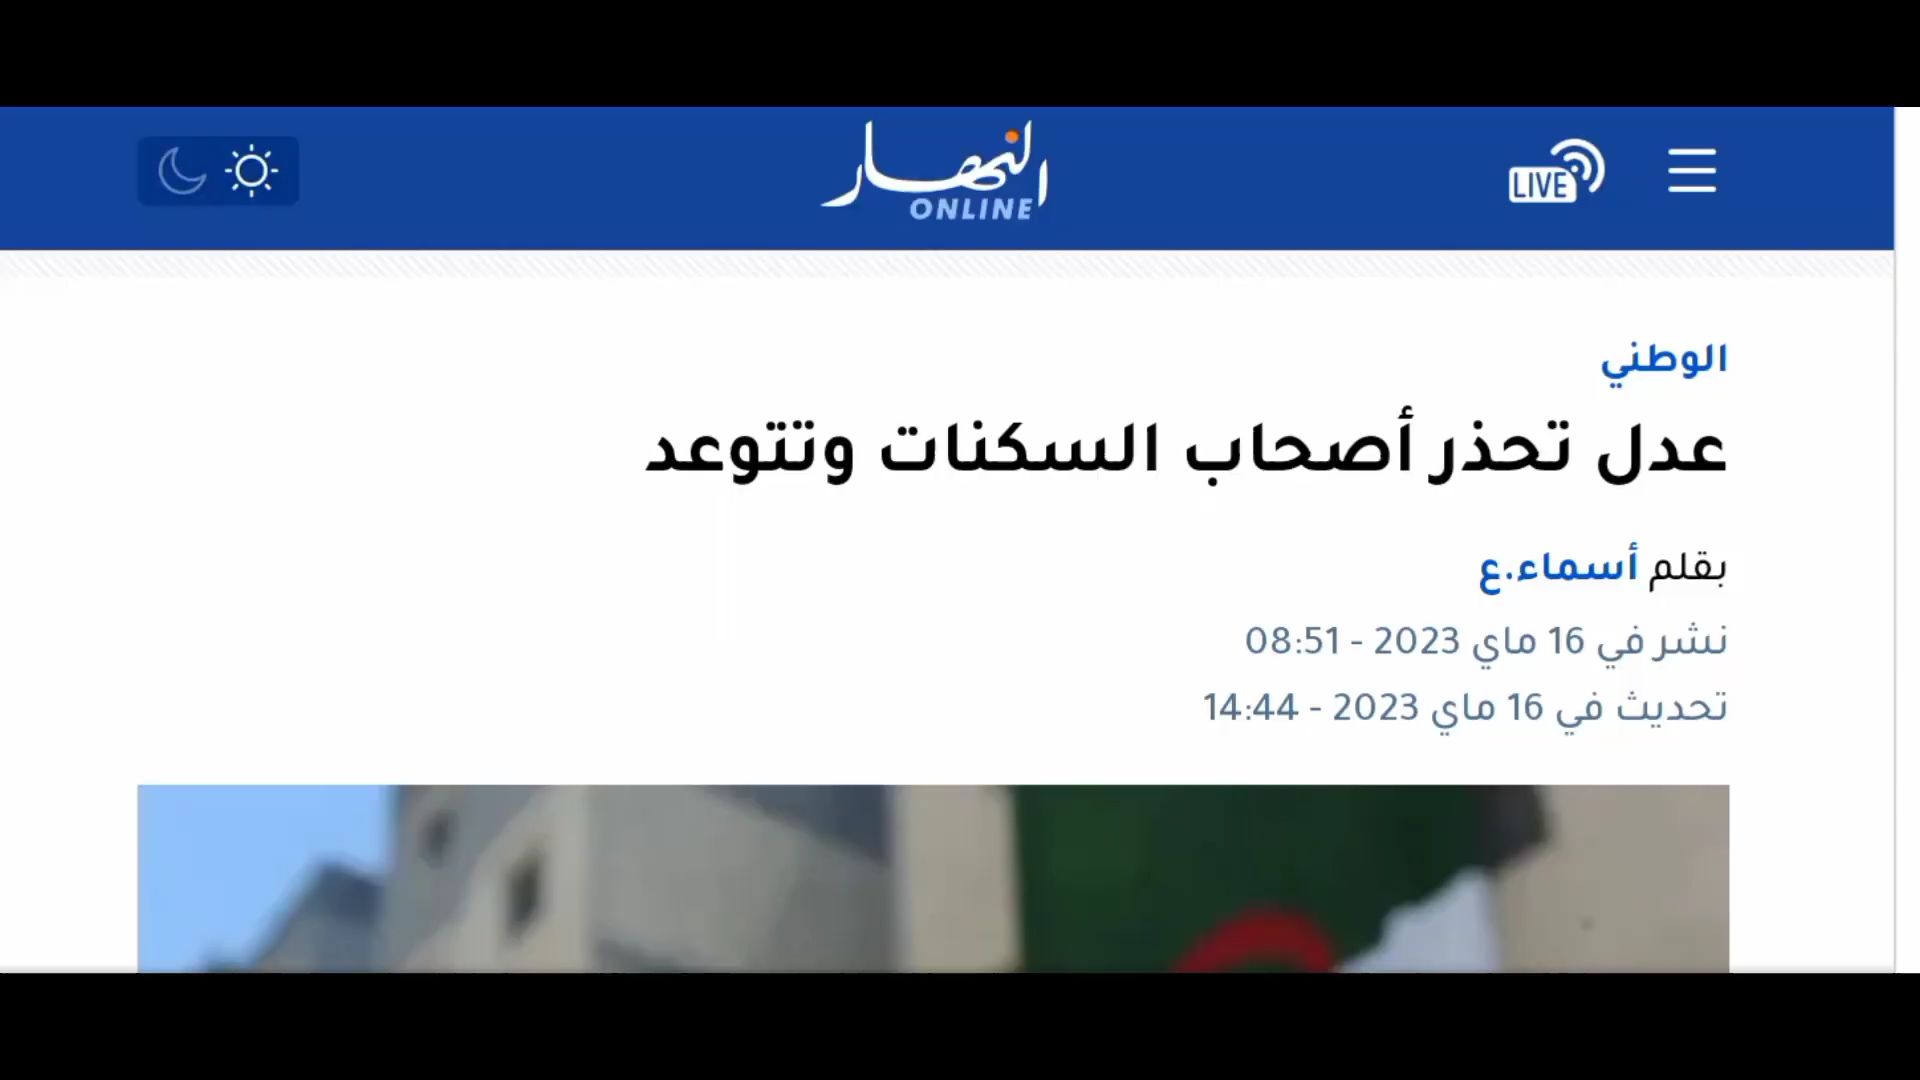 النهار
ONLINE
LIVE
الوطني
عدل تحذر أصحاب السكنات وتتوعد
بقلم أسماء.ع
نشر في 16 ماي 2023 - 08:51
تحديث في 16 ماي 2023 - 14:44